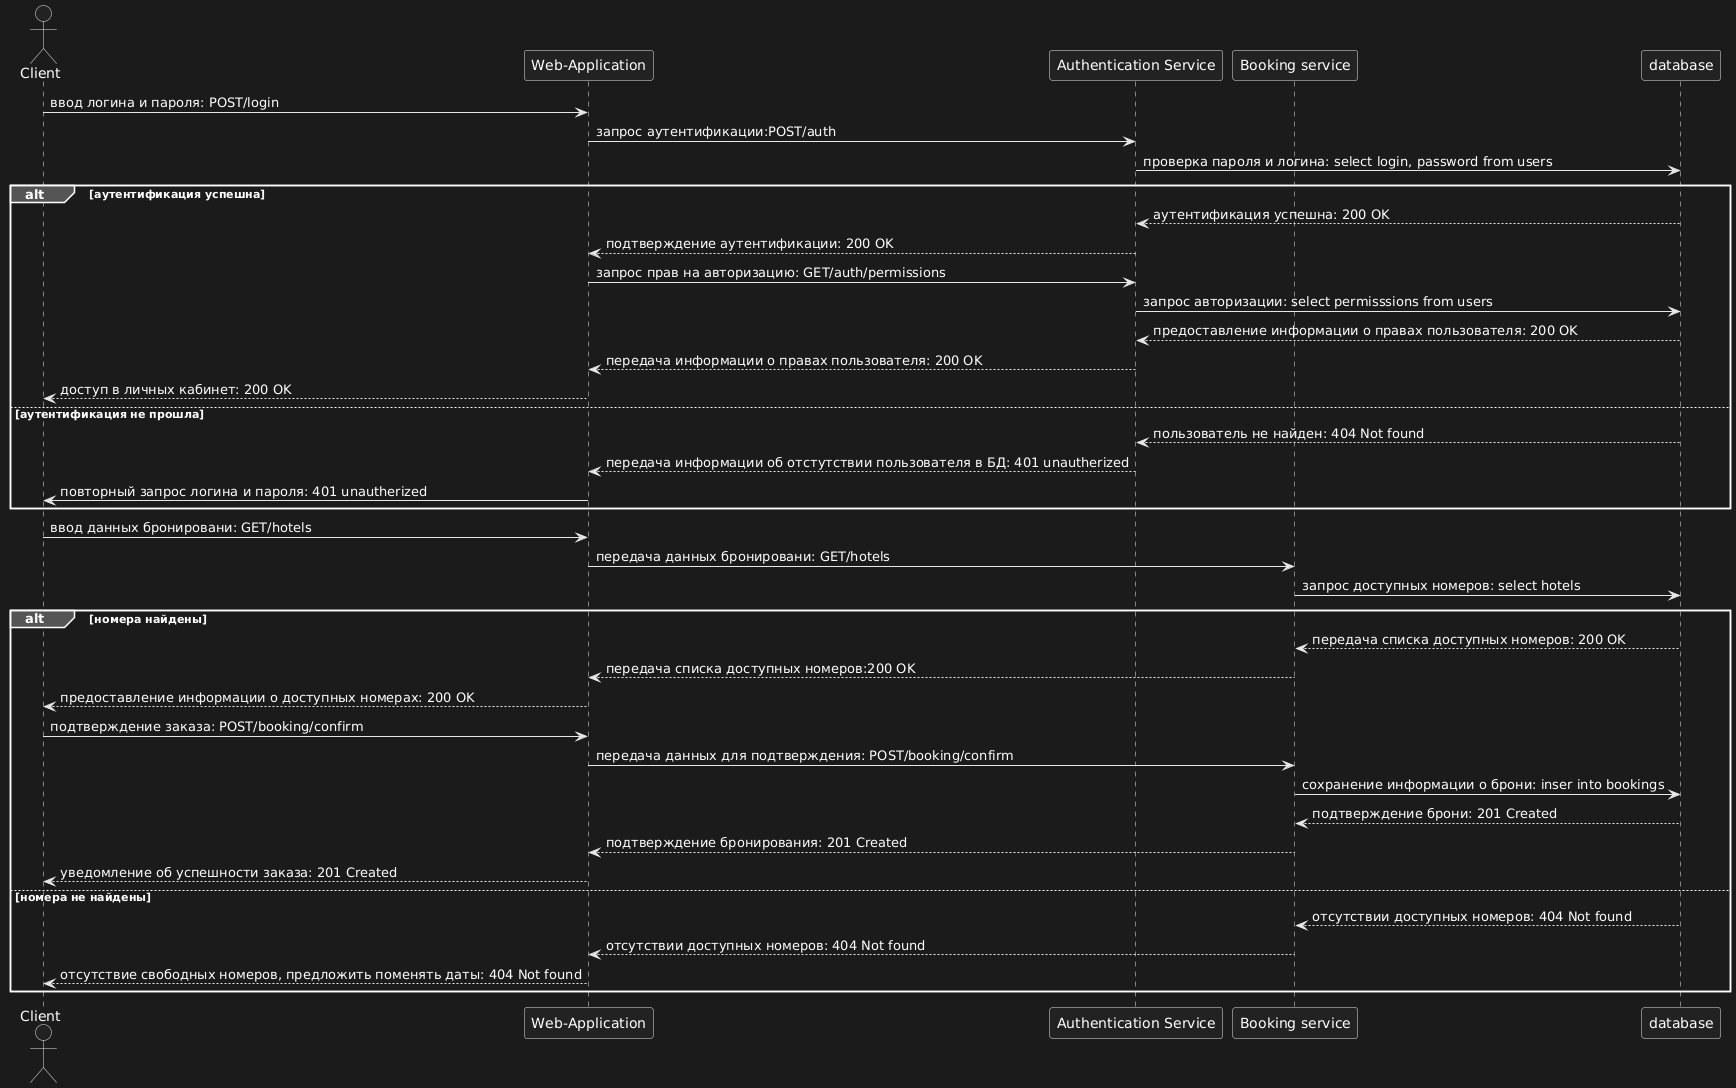 Client
Web-Application
Authentication Service
Booking service
database
ввод логина и пароля: POST/login
запрос аутентификации:POST/auth
проверка пароля и логина: select login, password from users
alt [аутентификация успешна]
аутентификация успешна: 200 OK
подтверждение аутентификации: 200 OK
запрос прав на авторизацию: GET/auth/permissions
запрос авторизации: select permisssions from users
предоставление информации о правах пользователя: 200 OK
передача информации о правах пользователя: 200 OK
доступ в личных кабинет: 200 OK
[аутентификация не прошла]
пользователь не найден: 404 Not found
передача информации об отстутствии пользователя в БД: 401 unautherized
повторный запрос логина и пароля: 401 unautherized
ввод данных бронировани: GET/hotels
передача данных бронировани: GET/hotels
запрос доступных номеров: select hotels
alt [номера найдены]
передача списка доступных номеров: 200 OK
передача списка доступных номеров:200 OK
предоставление информации о доступных номерах: 200 OK
подтверждение заказа: POST/booking/confirm
передача данных для подтверждения: POST/booking/confirm
сохранение информации о брони: inser into bookings
подтверждение брони: 201 Created
подтверждение бронирования: 201 Created
уведомление об успешности заказа: 201 Created
[номера не найдены]
отсутствии доступных номеров: 404 Not found
отсутствии доступных номеров: 404 Not found
отсутствие свободных номеров, предложить поменять даты: 404 Not found
Client
Web-Application
Authentication Service
Booking service
database